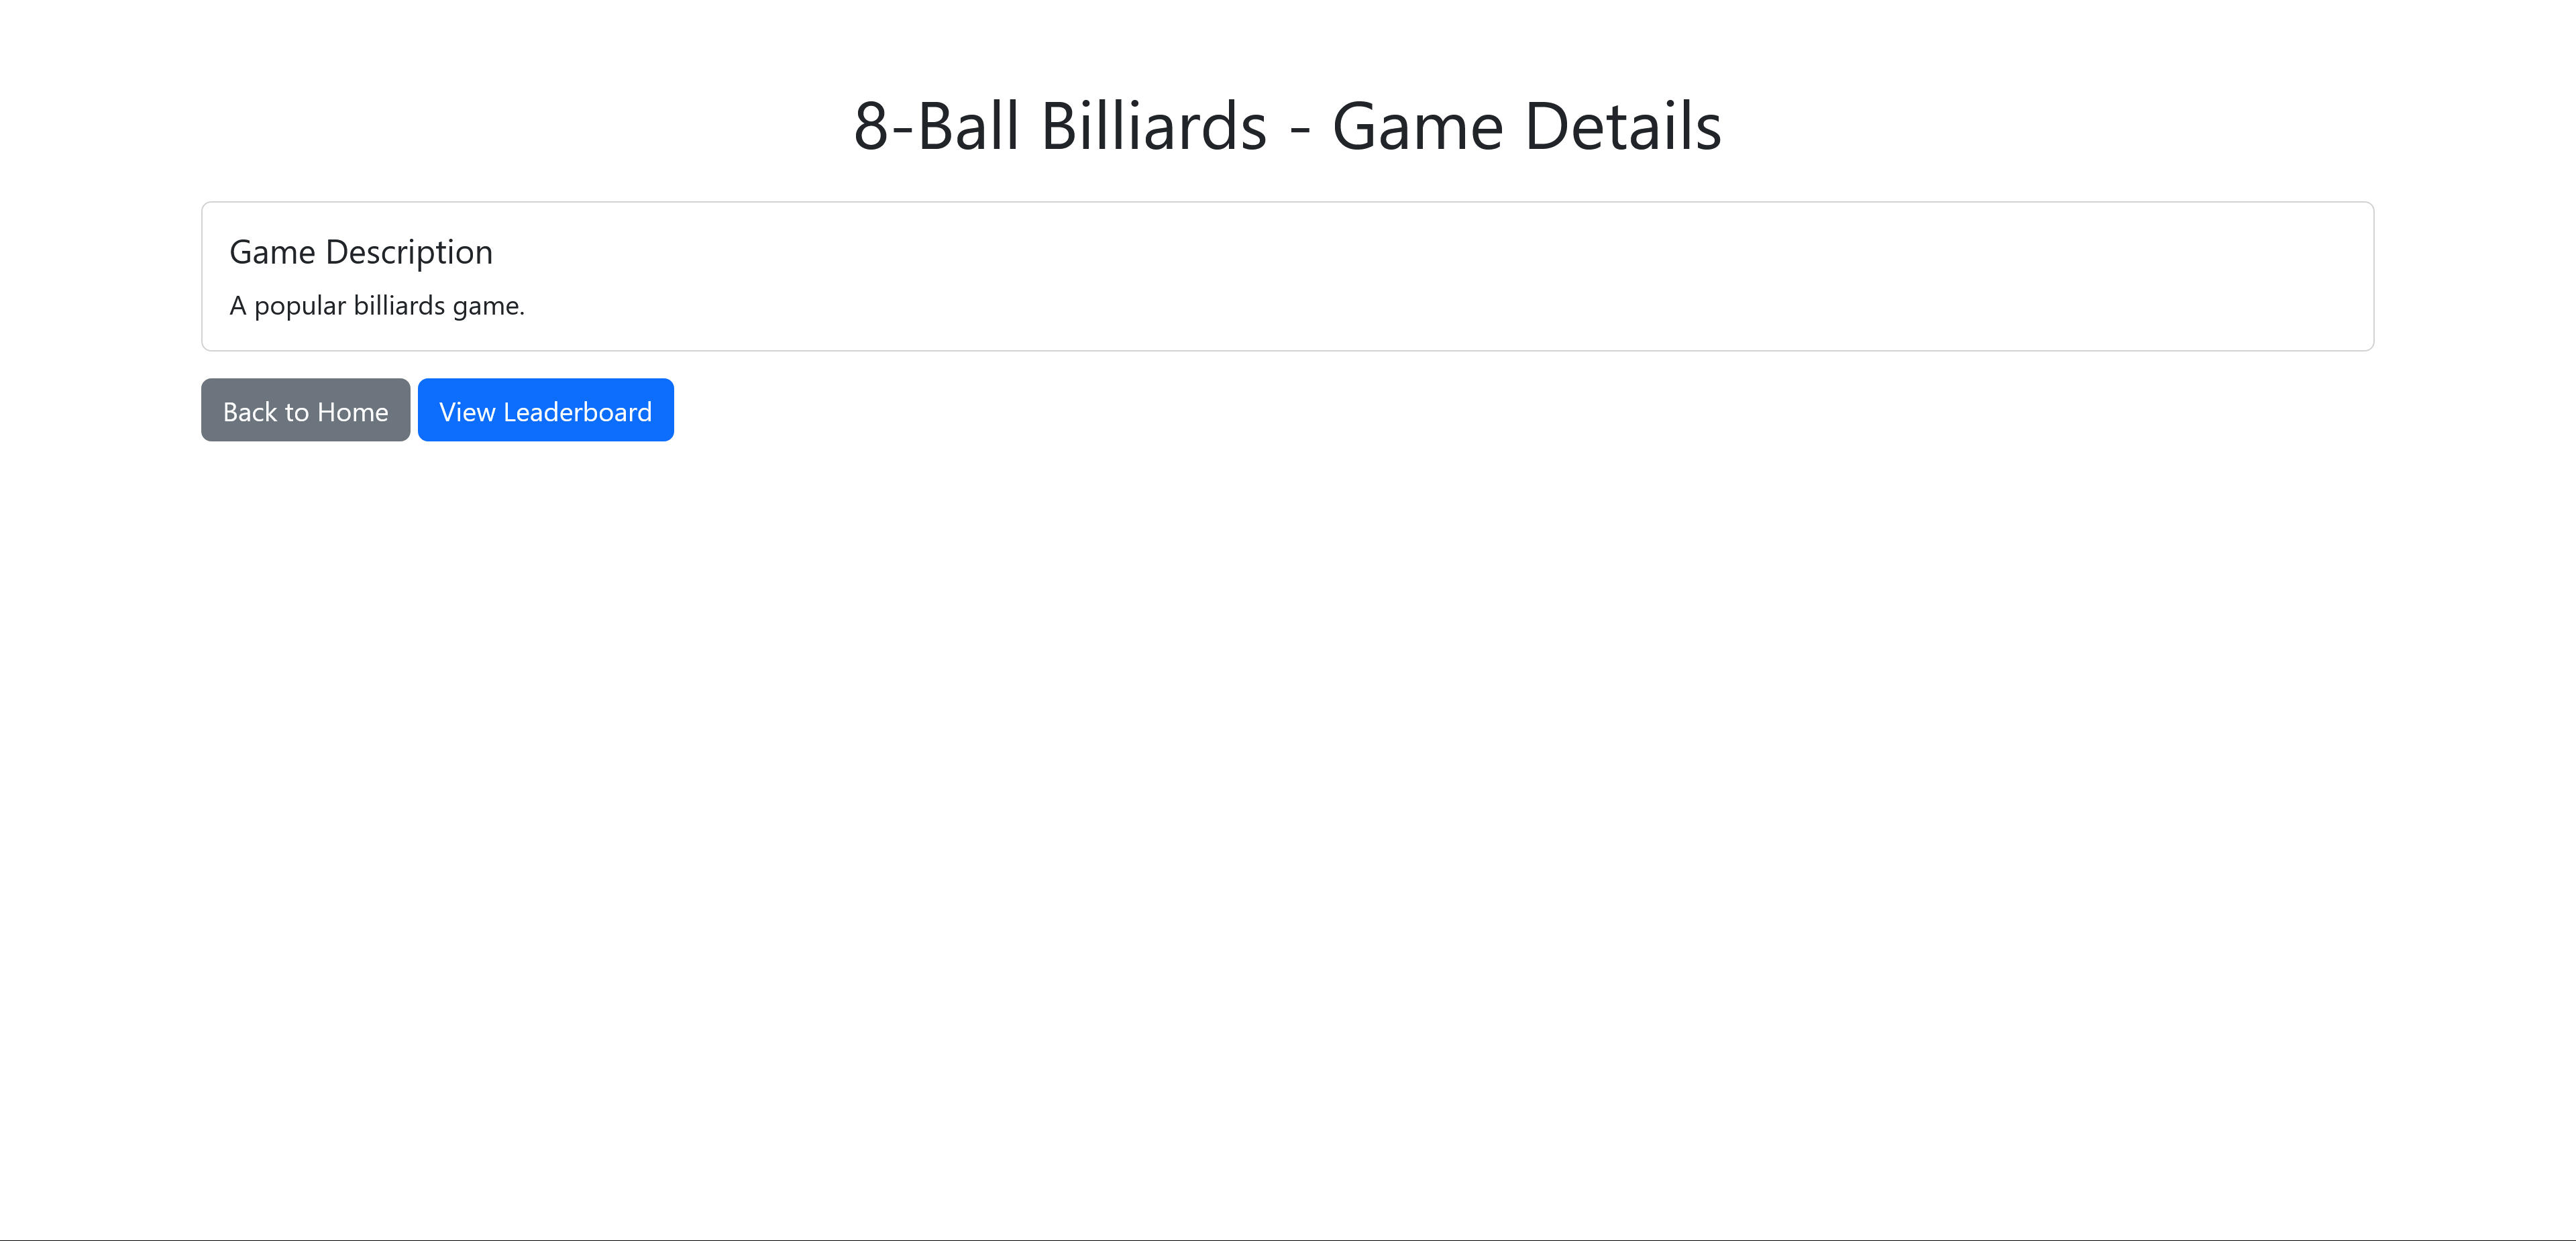 8-Ball Billiards - Game Details
Game Description
A popular billiards game.
Back to Home
View Leaderboard